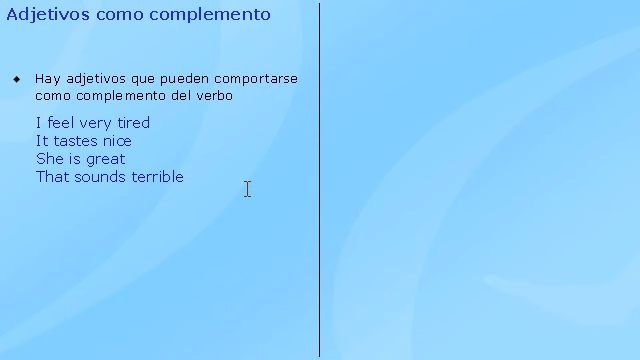 Adjetivos como complemento
Hay adjetivos que pueden comportarse
como complemento del verbo
I feel very tired
It tastes nice
She is great
That sounds terrible